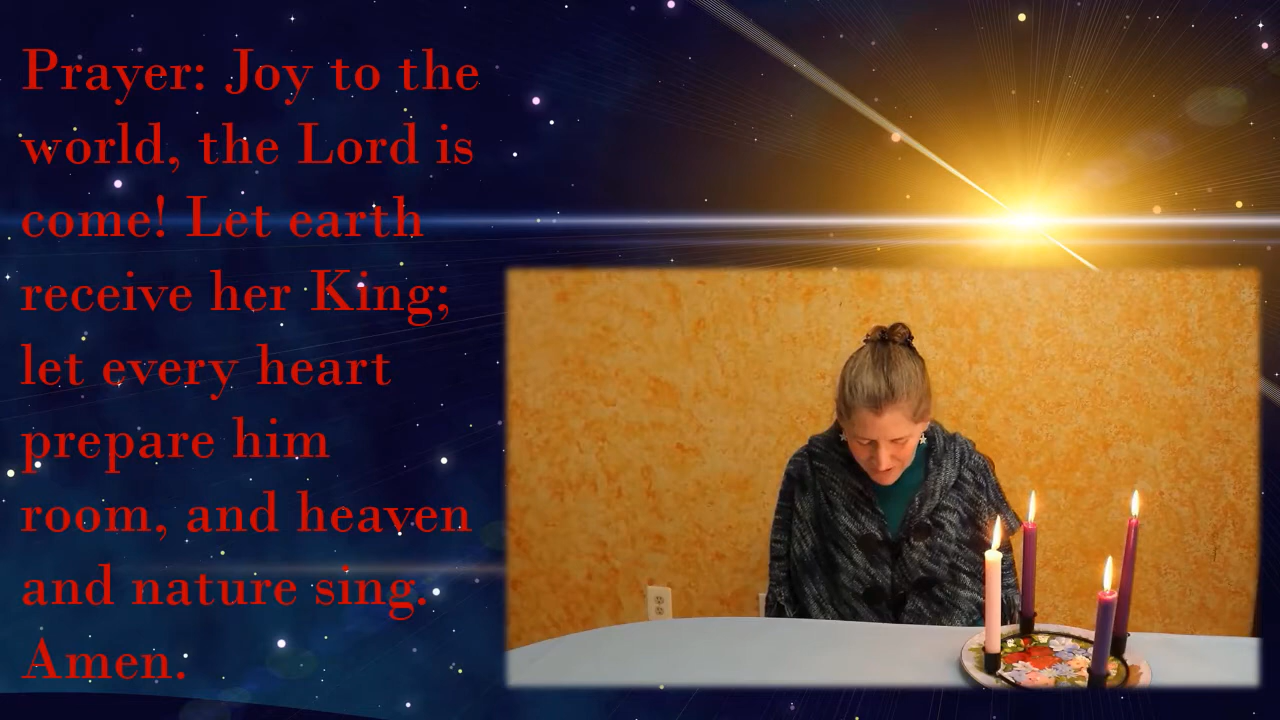 Prayer: Joy to the
world, the Lord is
come! Let earth
receive her King;
let every heart
prepare him
room, and heaven
and nature sing.
Amen.